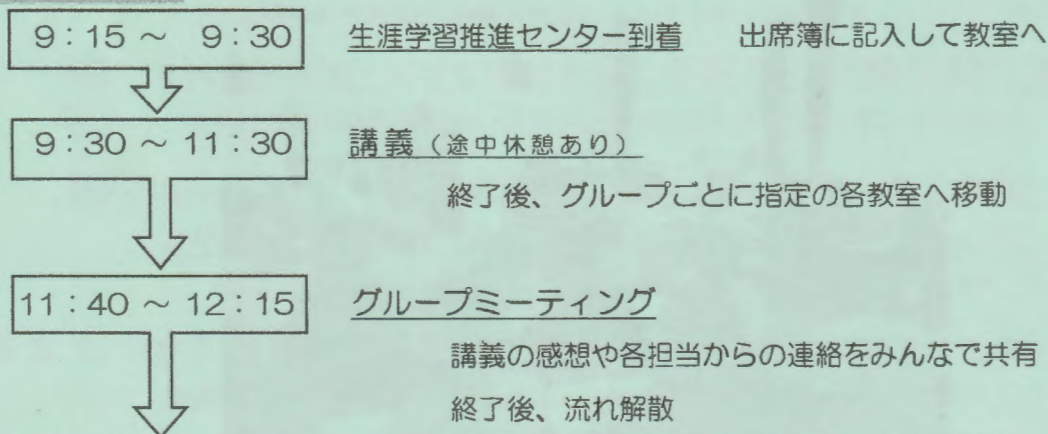 9：15 ～ 9：30　生涯学習推進センター到着　出席簿に記入して教室へ
9：30 ～ 11：30　講義（途中休憩あり）
終了後、グループごとに指定の各教室へ移動
11：40 ～ 12：15　グループミーティング
講義の感想や各担当からの連絡をみんなで共有
終了後、流れ解散